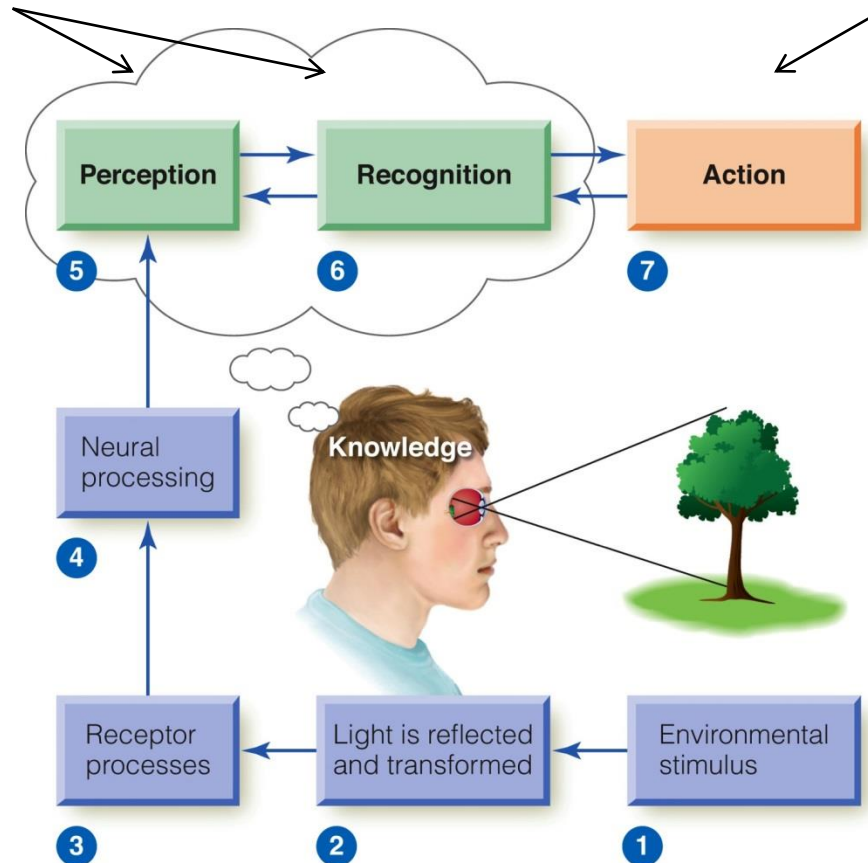 Perception
Recognition
Action
5
6
7
Neural
processing
4
Knowledge
Receptor
processes
Light is reflected
and transformed
Environmental
stimulus
3
2
1